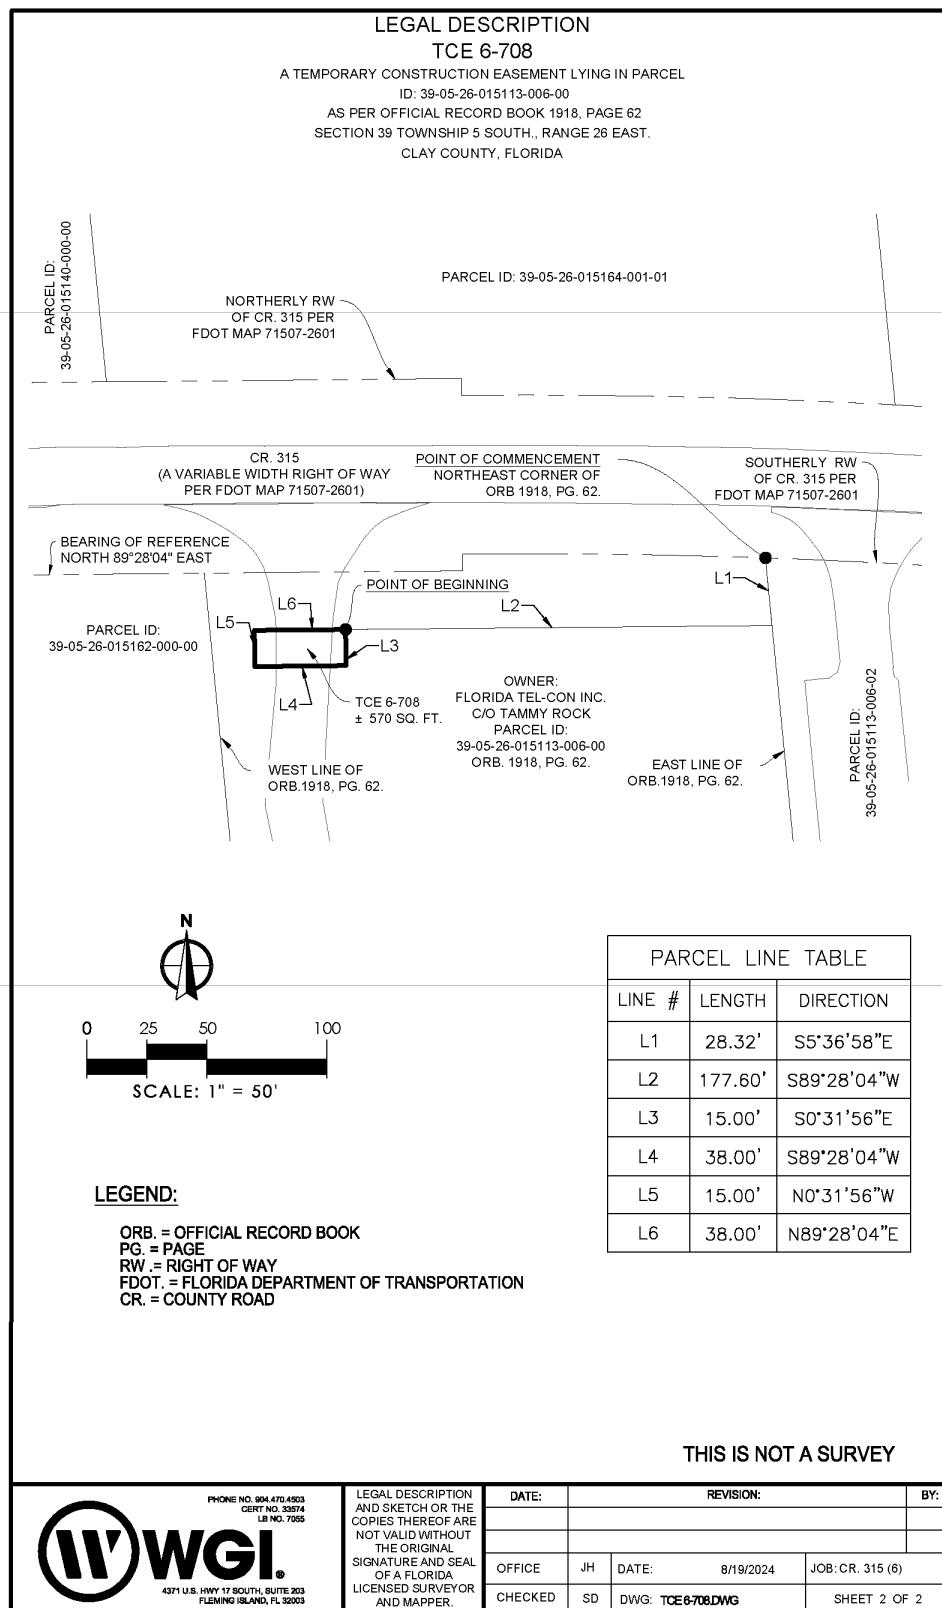 LEGAL DESCRIPTION
TCE 6-708
A TEMPORARY CONSTRUCTION EASEMENT LYING IN PARCEL
ID: 39-05-26-015113-006-00
AS PER OFFICIAL RECORD BOOK 1918, PAGE 62
SECTION 39 TOWNSHIP 5 SOUTH., RANGE 26 EAST.
CLAY COUNTY, FLORIDA
PARCEL ID:
39-05-26-015140-000-00
PARCEL ID: 39-05-26-015164-001-01
NORTHERLY RW
OF CR. 315 PER
FDOT MAP 71507-2601
CR. 315
(A VARIABLE WIDTH RIGHT OF WAY
PER FDOT MAP 71507-2601)
POINT OF COMMENCEMENT
NORTHEAST CORNER OF
ORB 1918, PG. 62.
SOUTHERLY RW
OF CR. 315 PER
FDOT MAP 71507-2601
BEARING OF REFERENCE
NORTH 89°28'04" EAST
POINT OF BEGINNING
L1
L2
L6
L5
L3
L4
PARCEL ID:
39-05-26-015162-000-00
TCE 6-708
± 570 SQ. FT.
OWNER:
FLORIDA TEL-CON INC.
C/O TAMMY ROCK
PARCEL ID:
39-05-26-015113-006-00
ORB. 1918, PG. 62.
PARCEL ID:
39-05-26-015113-006-02
WEST LINE OF
ORB.1918, PG. 62.
EAST LINE OF
ORB.1918, PG. 62.
N
0 25 50 100
SCALE: 1" = 50'
PARCEL LINE TABLE
LINE # LENGTH DIRECTION
L1 28.32' S5°36'58"E
L2 177.60' S89°28'04"W
L3 15.00' S0°31'56"E
L4 38.00' S89°28'04"W
L5 15.00' N0°31'56"W
L6 38.00' N89°28'04"E
LEGEND:
ORB. = OFFICIAL RECORD BOOK
PG. = PAGE
RW .= RIGHT OF WAY
FDOT. = FLORIDA DEPARTMENT OF TRANSPORTATION
CR. = COUNTY ROAD
THIS IS NOT A SURVEY
PHONE NO. 904.470.4503
CERT NO. 33574
LB NO. 7055
WGI.®
4371 U.S. HWY 17 SOUTH, SUITE 203
FLEMING ISLAND, FL 32003
LEGAL DESCRIPTION
AND SKETCH OR THE
COPIES THEREOF ARE
NOT VALID WITHOUT
THE ORIGINAL
SIGNATURE AND SEAL
OF A FLORIDA
LICENSED SURVEYOR
AND MAPPER.
DATE: REVISION: BY:
OFFICE JH DATE: 8/19/2024 JOB: CR. 315 (6)
CHECKED SD DWG: TCE6-708.DWG SHEET 2 OF 2